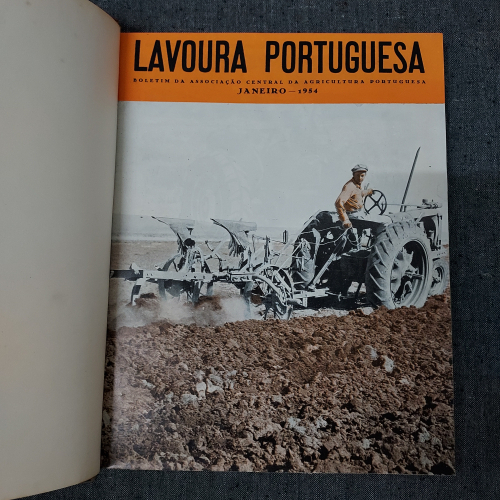 LAVOURA PORTUGUESA
BOLETIM DA ASSOCIAÇÃO CENTRAL DA AGRICULTURA PORTUGUESA
JANEIRO — 1954